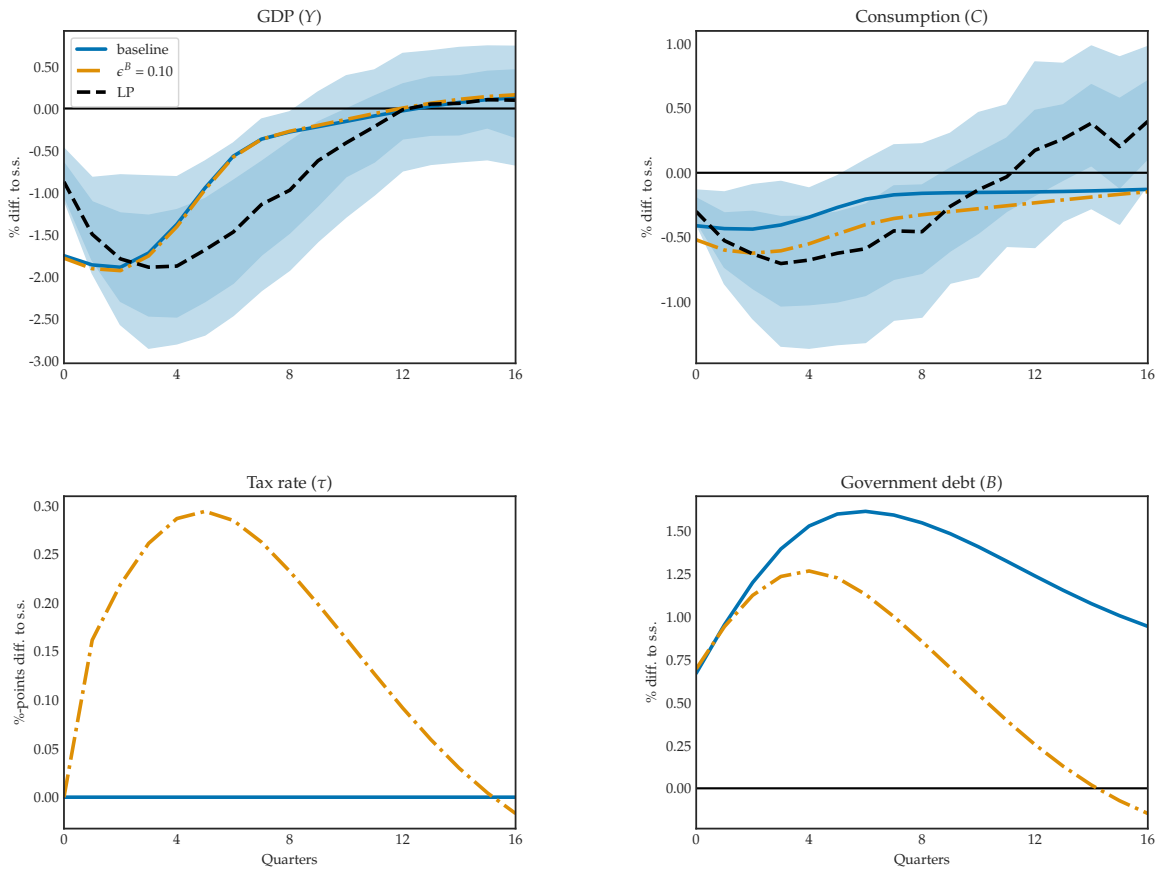 GDP (Y)
% diff. to s.s.
0.50
0.00
-0.50
-1.00
-1.50
-2.00
-2.50
-3.00
0 4 8 12 16
baseline
ϵ^B = 0.10
LP
Consumption (C)
% diff. to s.s.
1.00
0.50
0.00
-0.50
-1.00
0 4 8 12 16
Tax rate (τ)
%-points diff. to s.s.
0.30
0.25
0.20
0.15
0.10
0.05
0.00
0 4 8 12 16
Quarters
Government debt (B)
% diff. to s.s.
1.50
1.25
1.00
0.75
0.50
0.25
0.00
0 4 8 12 16
Quarters